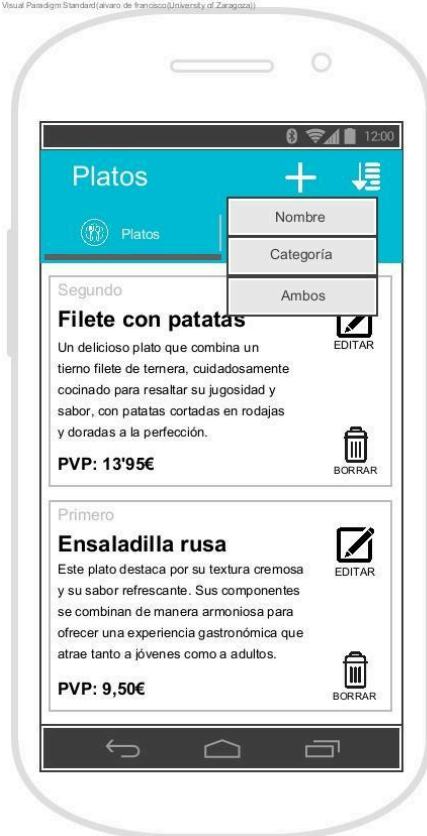 Visual Paradigm Standard(alvaro de francisco(University of Zaragoza))
12:00
Platos
Platos
Nombre
Categoría
Ambos
Segundo
Filete con patatas
EDITAR
Un delicioso plato que combina un
tierno filete de ternera, cuidadosamente
cocinado para resaltar su jugosidad y
sabor, con patatas cortadas en rodajas
y doradas a la perfección.
PVP: 13'95€
BORRAR
Primero
Ensaladilla rusa
EDITAR
Este plato destaca por su textura cremosa
y su sabor refrescante. Sus componentes
se combinan de manera armoniosa para
ofrecer una experiencia gastronómica que
atrae tanto a jóvenes como a adultos.
PVP: 9,50€
BORRAR